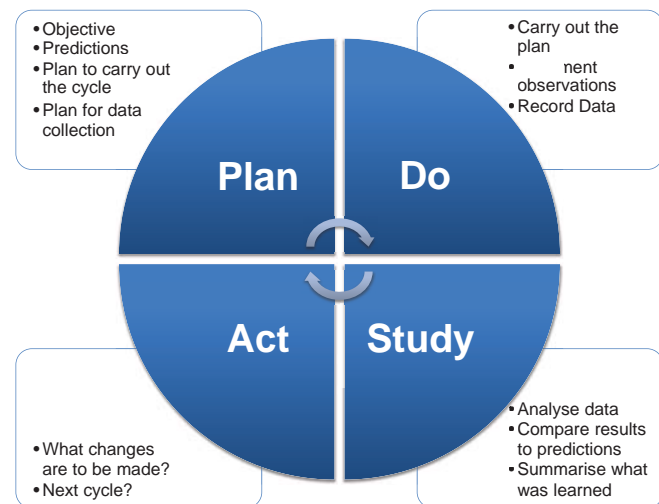 • Objective
• Predictions
• Plan to carry out
the cycle
• Plan for data
collection
• Carry out the
plan
•
observations
• Record Data
Plan
Do
Act
Study
• What changes
are to be made?
• Next cycle?
• Analyse data
• Compare results
to predictions
• Summarise what
was learned